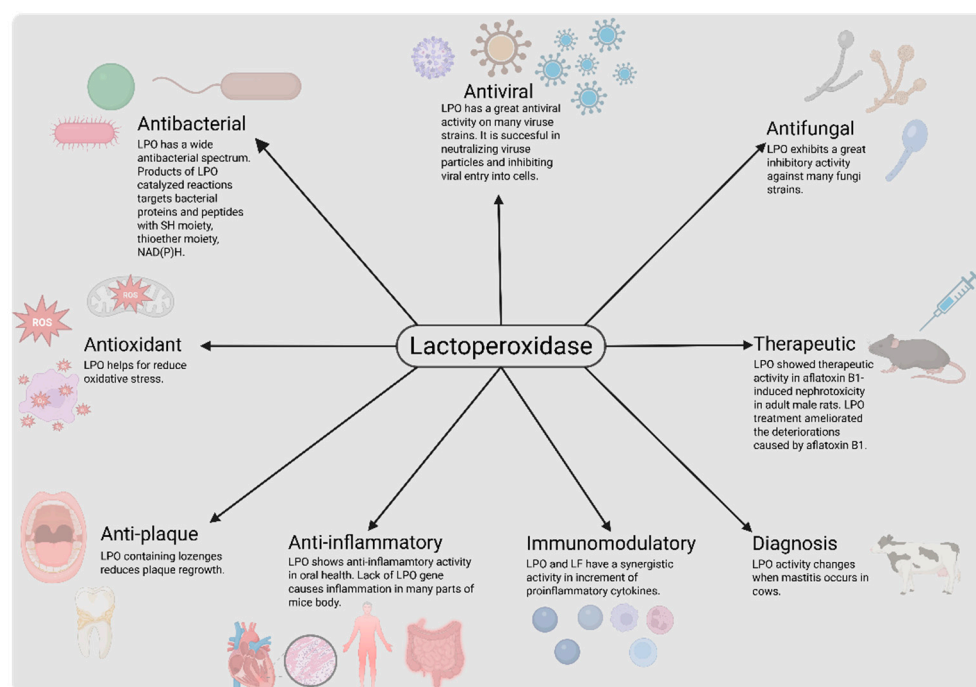 Antibacterial
LPO has a wide
antibacterial spectrum.
Products of LPO
catalyzed reactions
targets bacterial
proteins and peptides
with SH moiety,
thioether moiety,
NAD(P)H.
Antiviral
LPO has a great antiviral
activity on many viruse
strains. It is succesful in
neutralizing viruse
particles and inhibiting
viral entry into cells.
Antifungal
LPO exhibits a great
inhibitory activity
against many fungi
strains.
ROS
ROS
Antioxidant
LPO helps for reduce
oxidative stress.
Lactoperoxidase
Therapeutic
LPO showed therapeutic
activity in aflatoxin B1-
induced nephrotoxicity
in adult male rats. LPO
treatment ameliorated
the deteriorations
caused by aflatoxin B1.
Anti-plaque
LPO containing lozenges
reduces plaque regrowth.
Anti-inflammatory
LPO shows anti-inflamamtory activity
in oral health. Lack of LPO gene
causes inflammation in many parts of
mice body.
Immunomodulatory
LPO and LF have a synergistic
activity in increment of
proinflammatory cytokines.
Diagnosis
LPO activity changes
when mastitis occurs in
cows.